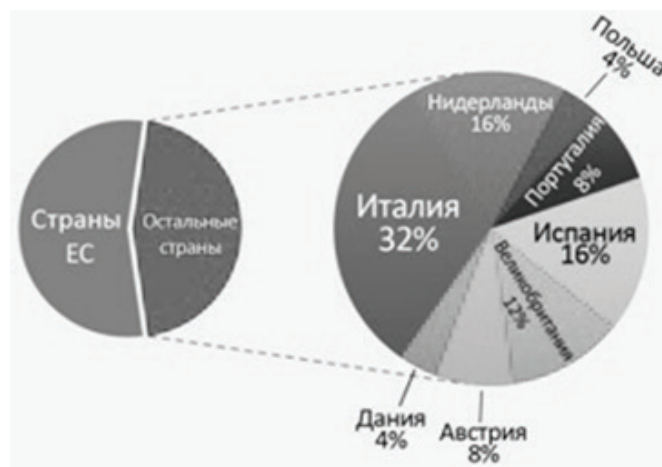 Страны
ЕС
Остальные
страны
Нидерланды
16%
Польша
4%
Португалия
8%
Италия
32%
Испания
16%
Великобритания
12%
Дания
4%
Австрия
8%